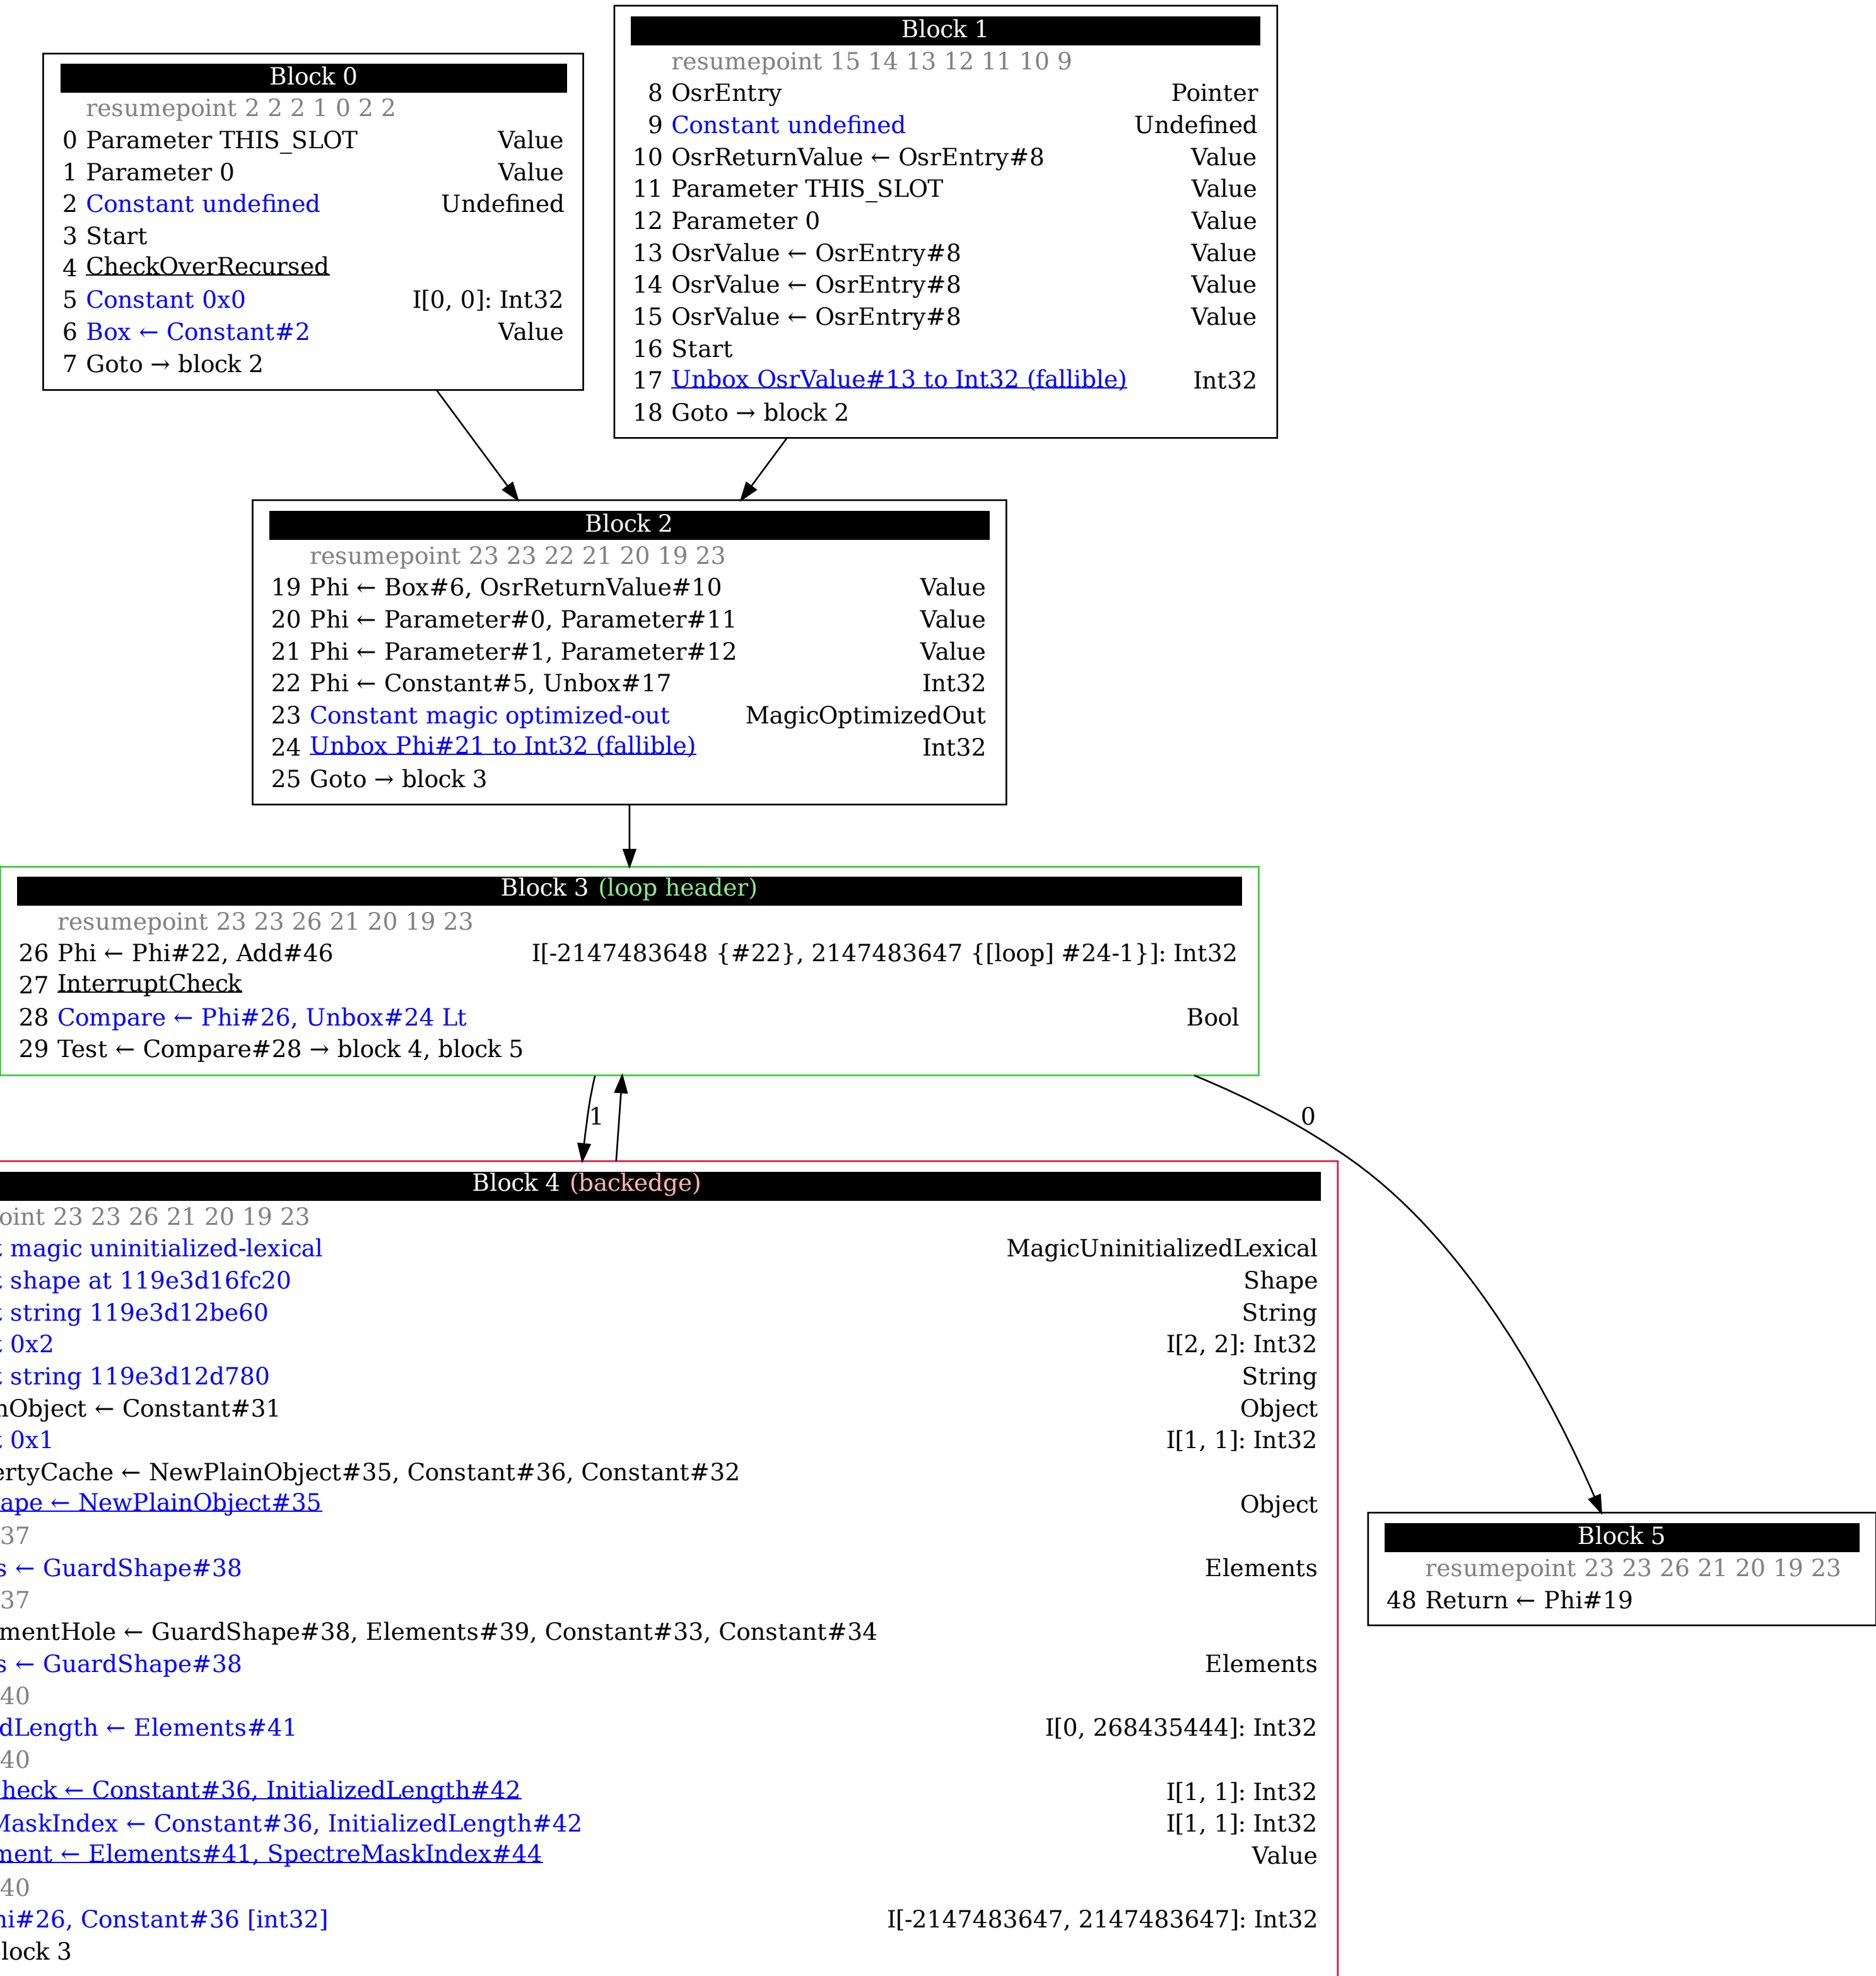 Block 0
resumepoint 2 2 2 1 0 2 2
0 Parameter THIS_SLOT Value
1 Parameter 0 Value
2 Constant undefined Undefined
3 Start
4 CheckOverRecursed
5 Constant 0x0 I[0, 0]: Int32
6 Box ← Constant#2 Value
7 Goto → block 2
Block 1
resumepoint 15 14 13 12 11 10 9
8 OsrEntry Pointer
9 Constant undefined Undefined
10 OsrReturnValue ← OsrEntry#8 Value
11 Parameter THIS_SLOT Value
12 Parameter 0 Value
13 OsrValue ← OsrEntry#8 Value
14 OsrValue ← OsrEntry#8 Value
15 OsrValue ← OsrEntry#8 Value
16 Start
17 Unbox OsrValue#13 to Int32 (fallible) Int32
18 Goto → block 2
Block 2
resumepoint 23 23 22 21 20 19 23
19 Phi ← Box#6, OsrReturnValue#10 Value
20 Phi ← Parameter#0, Parameter#11 Value
21 Phi ← Parameter#1, Parameter#12 Value
22 Phi ← Constant#5, Unbox#17 Int32
23 Constant magic optimized-out MagicOptimizedOut
24 Unbox Phi#21 to Int32 (fallible) Int32
25 Goto → block 3
Block 3 (loop header)
resumepoint 23 23 26 21 20 19 23
26 Phi ← Phi#22, Add#46 I[-2147483648 {#22}, 2147483647 {[loop] #24-1}]: Int32
27 InterruptCheck
28 Compare ← Phi#26, Unbox#24 Lt Bool
29 Test ← Compare#28 → block 4, block 5
1
0
Block 4 (backedge)
oint 23 23 26 21 20 19 23
t magic uninitialized-lexical MagicUninitializedLexical
t shape at 119e3d16fc20 Shape
t string 119e3d12be60 String
t 0x2 I[2, 2]: Int32
t string 119e3d12d780 String
nObject ← Constant#31 Object
t 0x1 I[1, 1]: Int32
ertyCache ← NewPlainObject#35, Constant#36, Constant#32
ape ← NewPlainObject#35 Object
37
s ← GuardShape#38 Elements
37
mentHole ← GuardShape#38, Elements#39, Constant#33, Constant#34
s ← GuardShape#38 Elements
40
dLength ← Elements#41 I[0, 268435444]: Int32
40
heck ← Constant#36, InitializedLength#42 I[1, 1]: Int32
MaskIndex ← Constant#36, InitializedLength#42 I[1, 1]: Int32
ment ← Elements#41, SpectreMaskIndex#44 Value
40
hi#26, Constant#36 [int32] I[-2147483647, 2147483647]: Int32
lock 3
Block 5
resumepoint 23 23 26 21 20 19 23
48 Return ← Phi#19